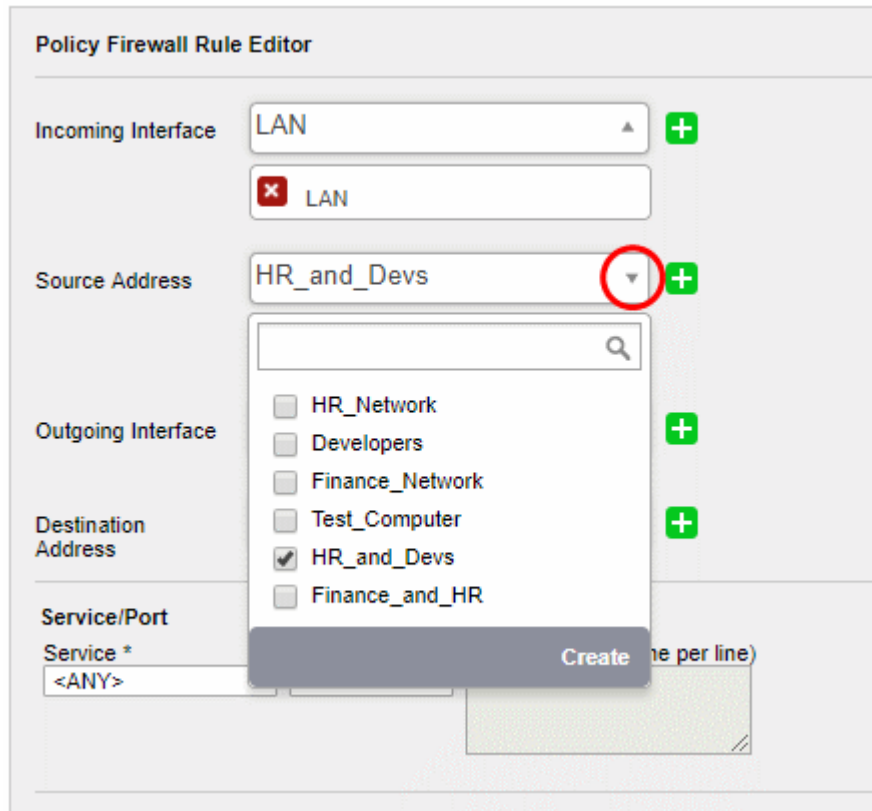 Policy Firewall Rule Editor
Incoming Interface
LAN
LAN
Source Address
HR_and_Devs
HR_Network
Developers
Finance_Network
Test_Computer
HR_and_Devs
Finance_and_HR
Create
Outgoing Interface
Destination
Address
Service/Port
Service *
per line)
<ANY>